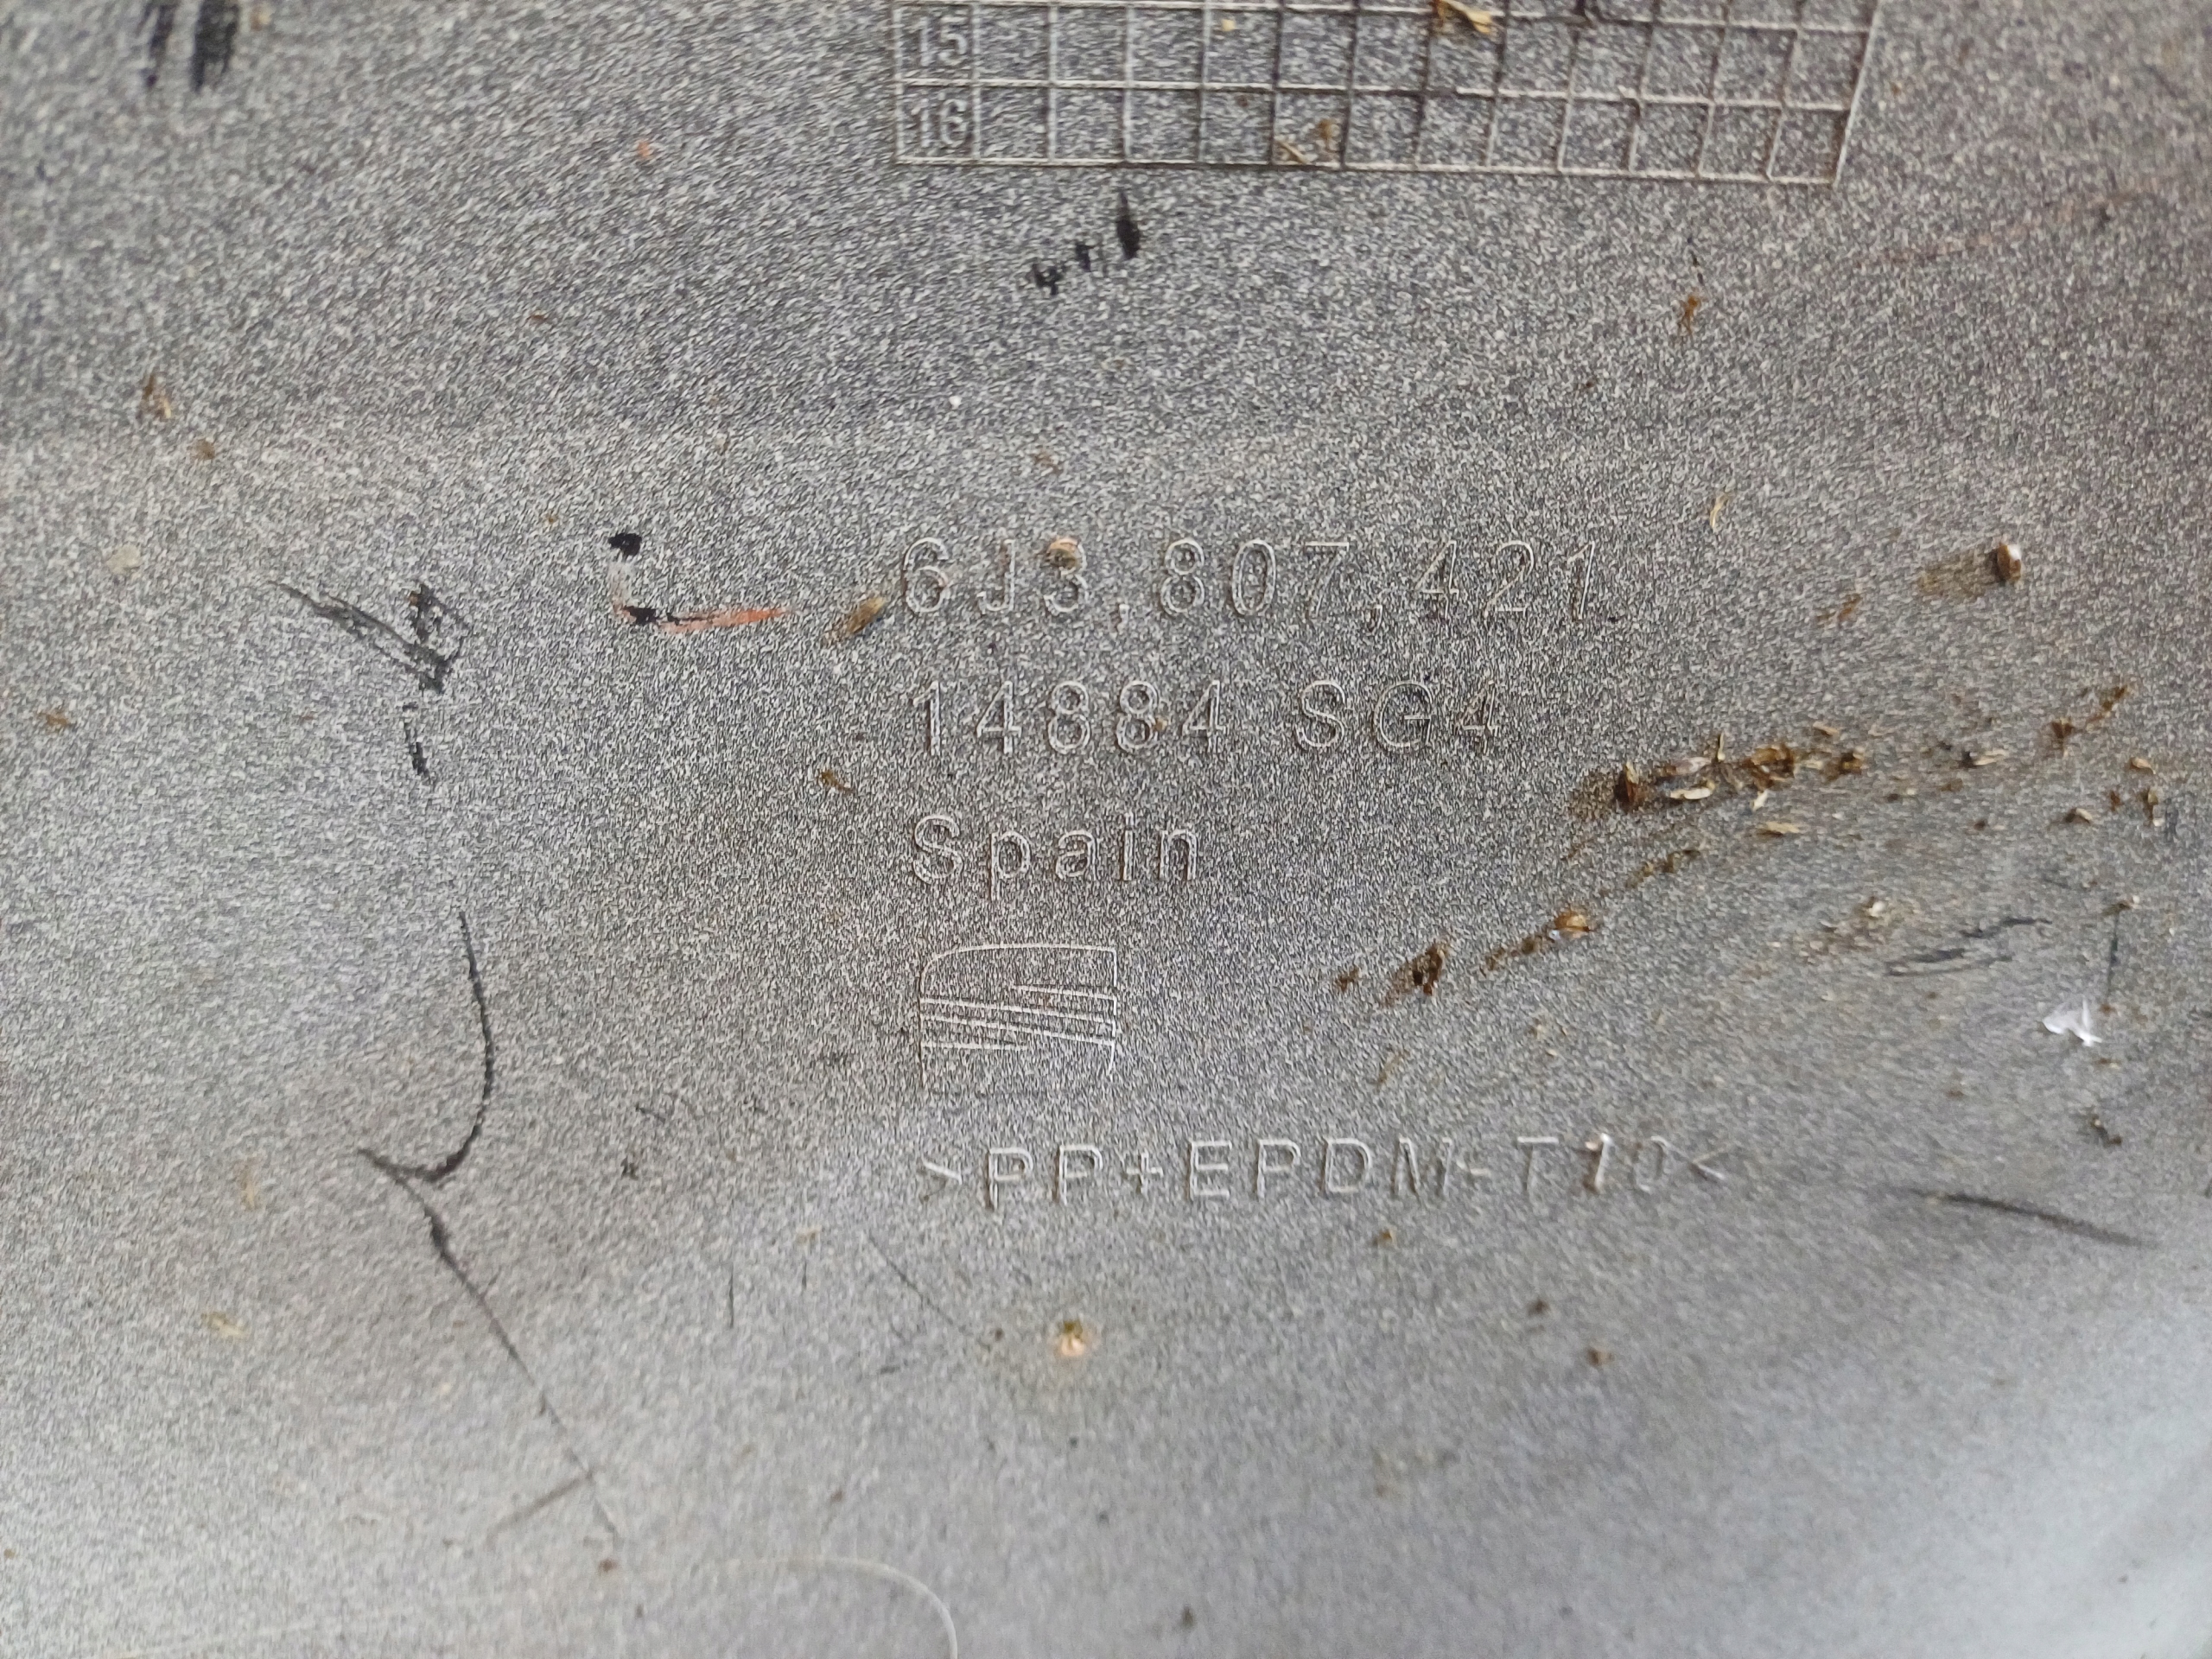 15
16
6J3.807.421
14884 SG4
Spain
>PP+EPDM-T10<